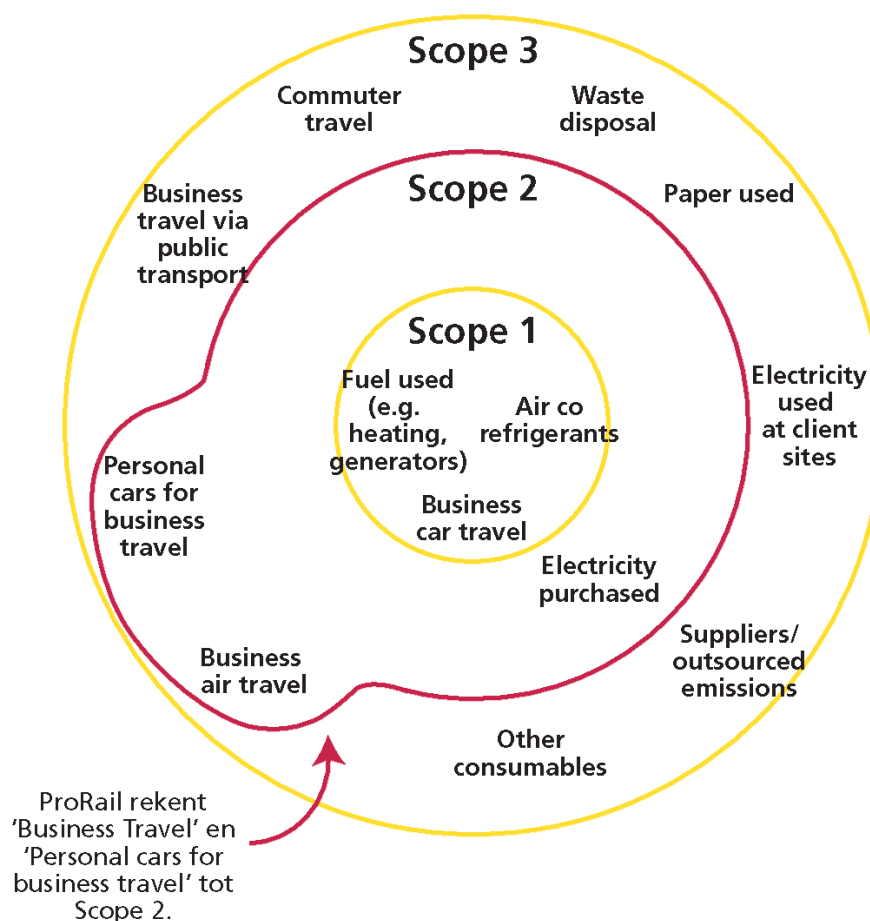 Scope 3
Commuter
travel
Waste
disposal
Business
travel via
public
transport
Scope 2
Paper used
Scope 1
Fuel used
(e.g.
heating,
generators)
Air co
refrigerants
Electricity
used
at client
sites
Personal
cars for
business
travel
Business
car travel
Electricity
purchased
Business
air travel
Suppliers/
outsourced
emissions
Other
consumables
ProRail rekent
‘Business Travel’ en
‘Personal cars for
business travel’ tot
Scope 2.